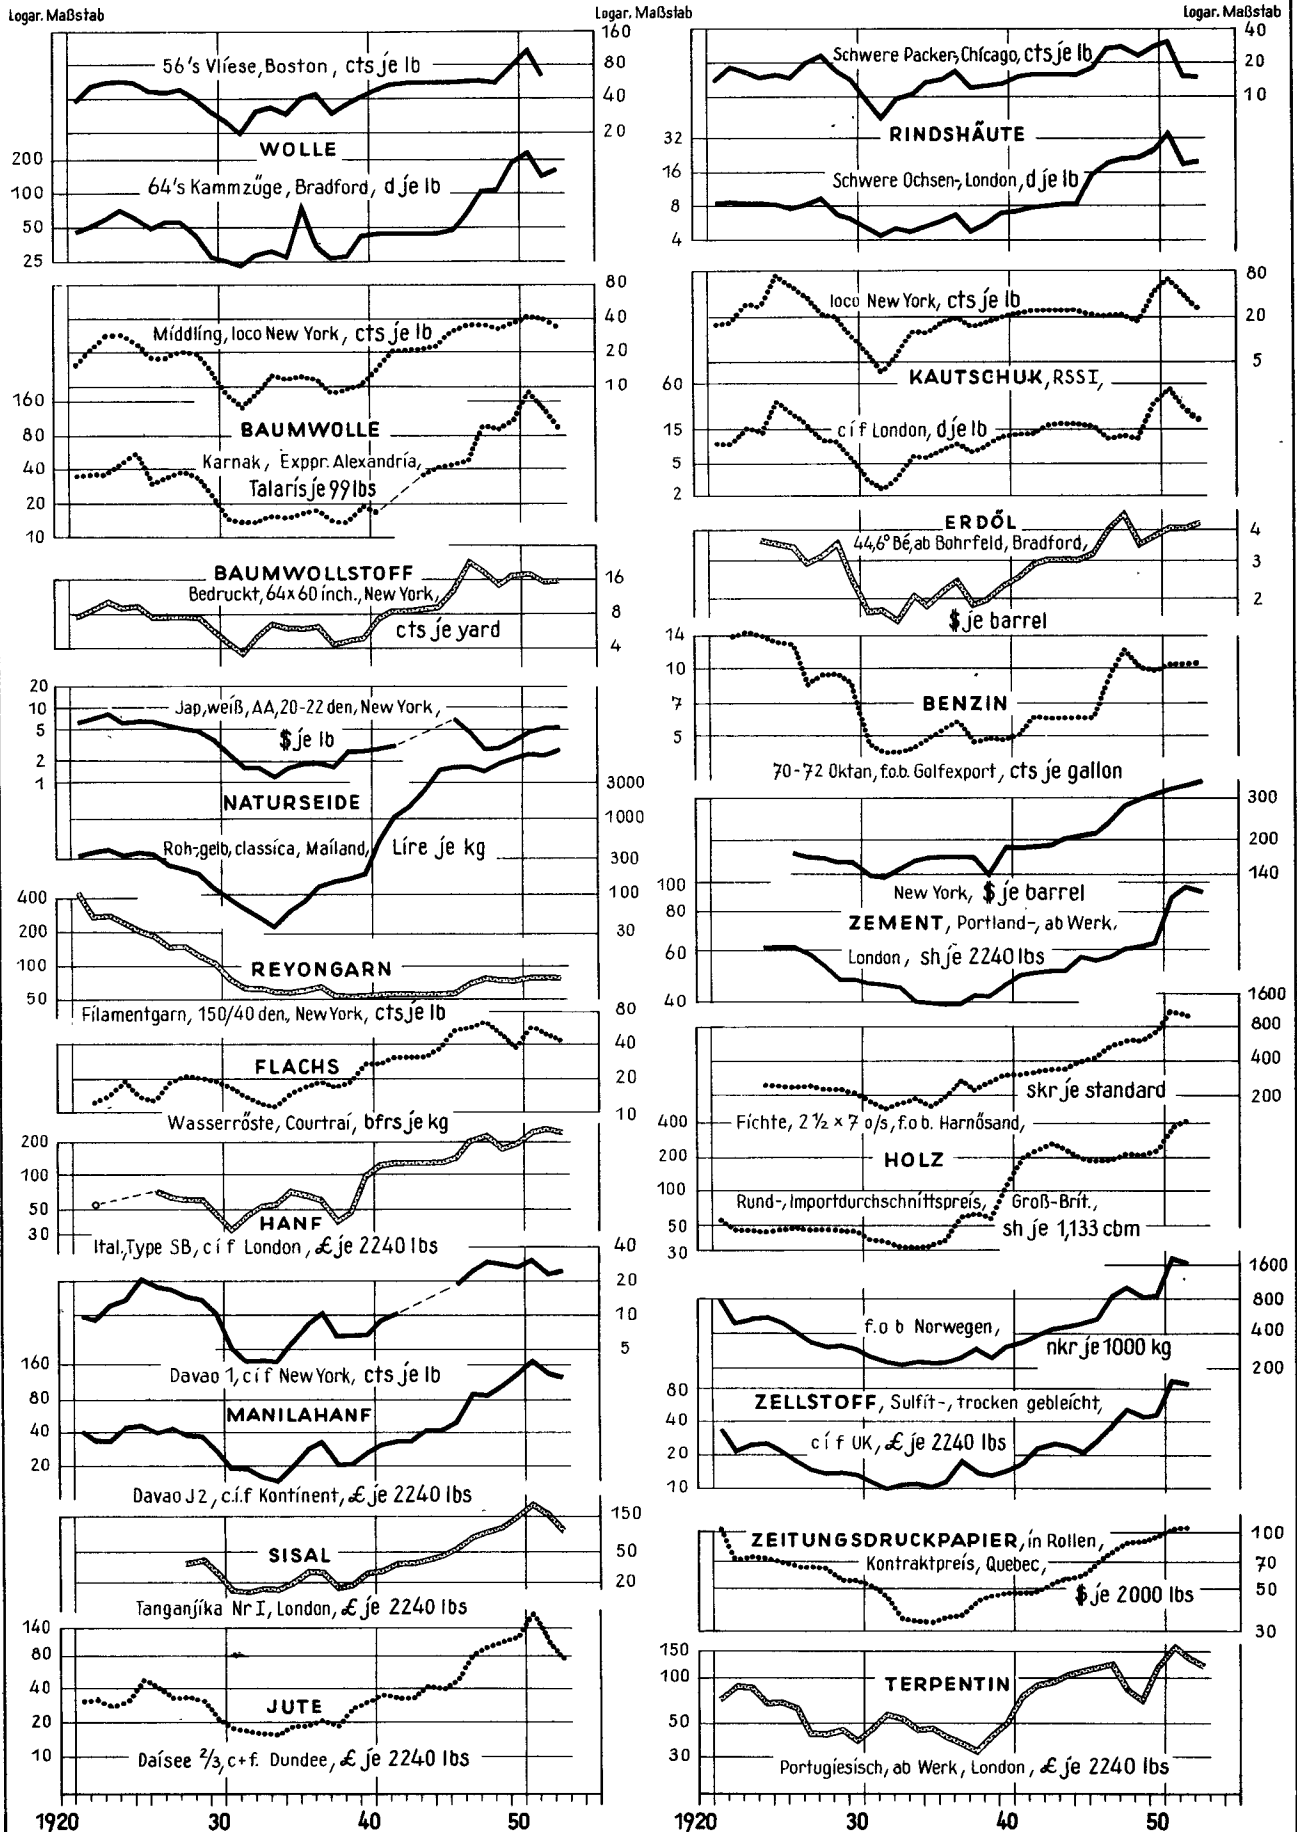 Logar. Maßstab
Logar. Maßstab
Logar. Maßstab
160
80
40
20
56's Vliese, Boston, cts je lb
WOLLE
200
100
50
25
64's Kammzüge, Bradford, d je lb
80
40
20
10
Middling, loco New York, cts je lb
BAUMWOLLE
160
80
40
20
10
Karnak, Exppr. Alexandria,
Talaris je 99 lbs
BAUMWOLLSTOFF
Bedruckt, 64 x 60 inch., New York,
cts je yard
16
8
4
20
10
5
2
1
Jap, weiß, AA, 20-22 den, New York,
$ je lb
NATURSEIDE
3000
1000
300
100
30
Roh-gelb, classica, Mailand, Lire je kg
400
200
100
50
REYONGARN
Filamentgarn, 150/40 den., New York, cts je lb
80
40
20
10
FLACHS
Wasserröste, Courtrai, bfrs je kg
200
100
50
30
HANF
Ital., Type SB, cif London, £ je 2240 lbs
40
20
10
5
Davao 1, cif New York, cts je lb
160
80
40
20
MANILAHANF
Davao J2, c.i.f Kontinent, £ je 2240 lbs
150
50
20
SISAL
Tanganjika Nr I, London, £ je 2240 lbs
140
80
40
20
10
JUTE
Daisee 2/3, c+f. Dundee, £ je 2240 lbs
1920 30 40 50
40
20
10
Schwere Packer, Chicago, cts je lb
RINDSHÄUTE
32
16
8
4
Schwere Ochsen-, London, d je lb
80
20
5
loco New York, cts je lb
KAUTSCHUK, RSSI,
60
15
5
2
cif London, d je lb
ERDÖL
44,6° Bé, ab Bohrfeld, Bradford,
$ je barrel
4
3
2
14
10
7
5
BENZIN
70-72 Oktan, f.o.b. Golfexport, cts je gallon
300
200
140
New York, $ je barrel
ZEMENT, Portland-, ab Werk,
London, sh je 2240 lbs
100
80
60
40
1600
800
400
200
skr je standard
Fichte, 2 ½ × 7 o/s, f.o b. Harnösand,
HOLZ
400
200
100
50
30
Rund-, Importdurchschnittspreis, Groß-Brit.,
sh je 1,133 cbm
1600
800
400
200
f.o b Norwegen,
nkr je 1000 kg
ZELLSTOFF, Sulfit-, trocken gebleicht,
80
40
20
10
cif UK, £ je 2240 lbs
ZEITUNGSDRUCKPAPIER, in Rollen,
Kontraktpreis, Quebec,
$ je 2000 lbs
100
70
50
30
150
100
50
30
TERPENTIN
Portugiesisch, ab Werk, London, £ je 2240 lbs
1920 30 40 50